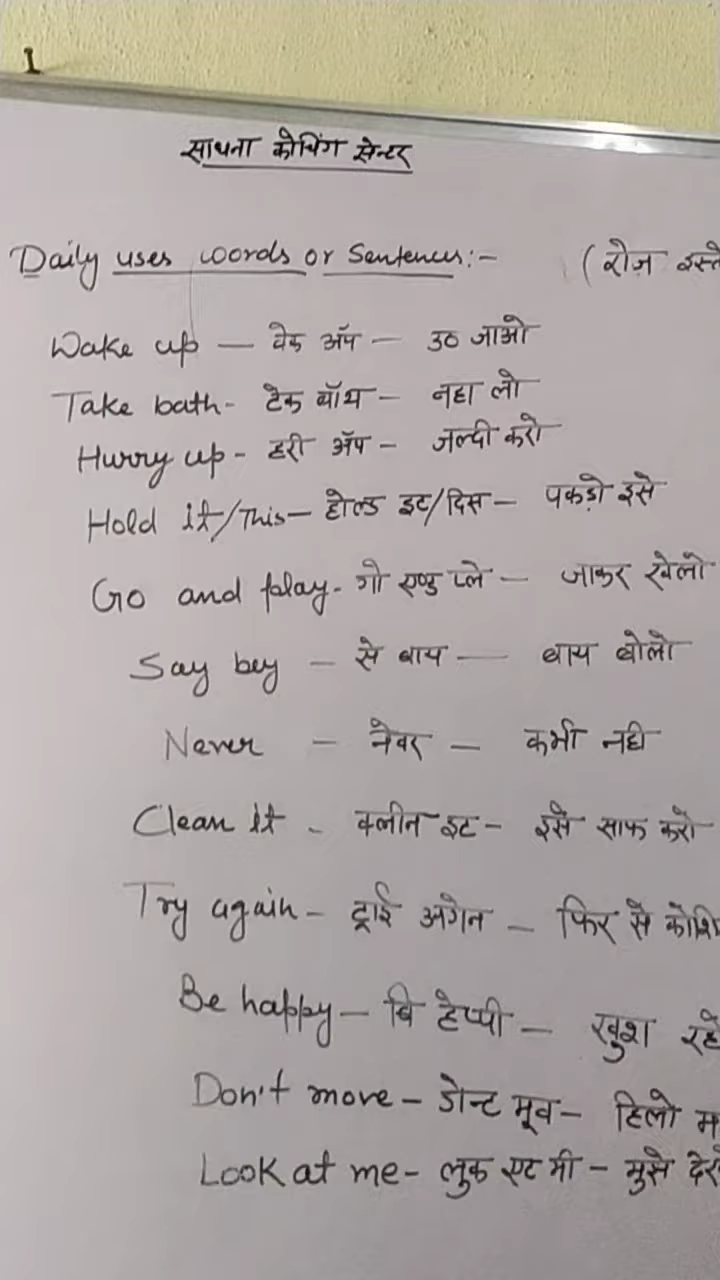 1
साधना कोचिंग सेन्टर
Daily uses words or Sentences:- (रोज़ इस्ते
Wake up — वेक अॅप — उठ जाओ
Take bath - टेक बॉथ — नहा लो
Hurry up - हरी अॅप — जल्दी करो
Hold it/This — होल्ड इट/दिस — पकड़ो इसे
Go and play - गो एण्ड प्ले — जाकर खेलो
Say bey — से बाय — बाय बोलो
Never — नेवर — कभी नही
Clean it - क्लीन इट - इसे साफ करो
Try again - ट्राई अगेन — फिर से कोशि
Be happy — बि हैप्पी — खुश रहे
Don't move - डोन्ट मूव - हिलो म
Look at me - लुक एट मी - मुसे देख